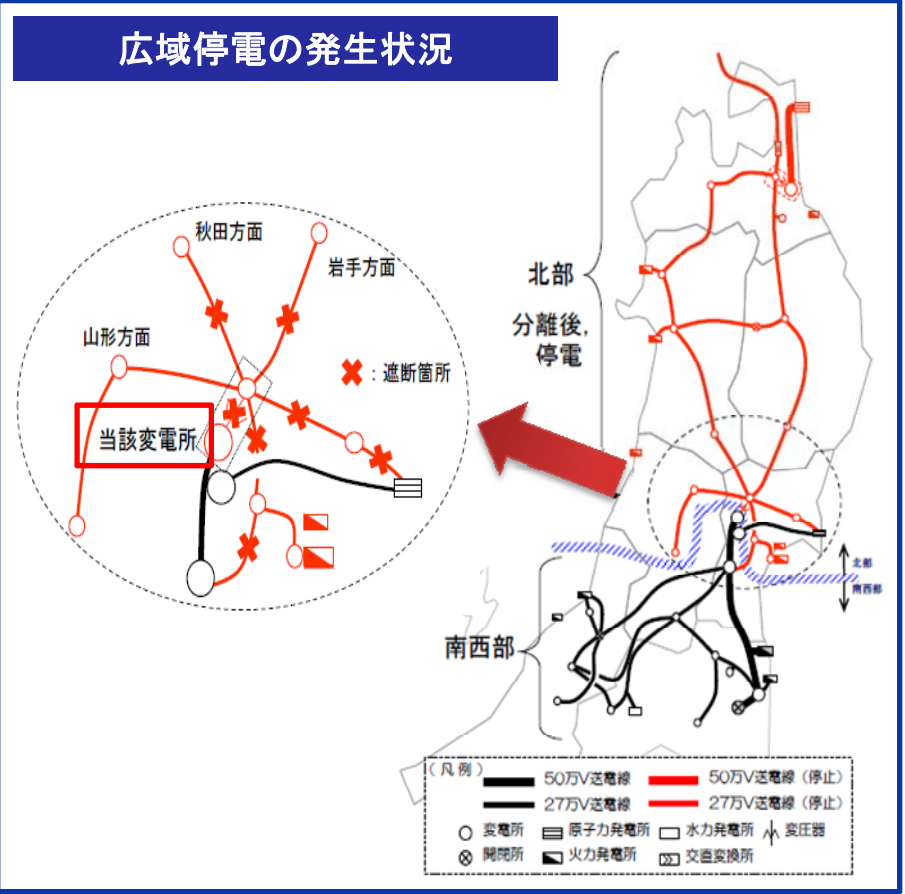 広域停電の発生状況
秋田方面
岩手方面
山形方面
✖：遮断箇所
当該変電所
北部
分離後，
停電
北部
南西部
南西部
(凡例)
50万V送電線
50万V送電線（停止）
27万V送電線
27万V送電線（停止）
変電所
原子力発電所
水力発電所
変圧器
開閉所
火力発電所
交直変換所